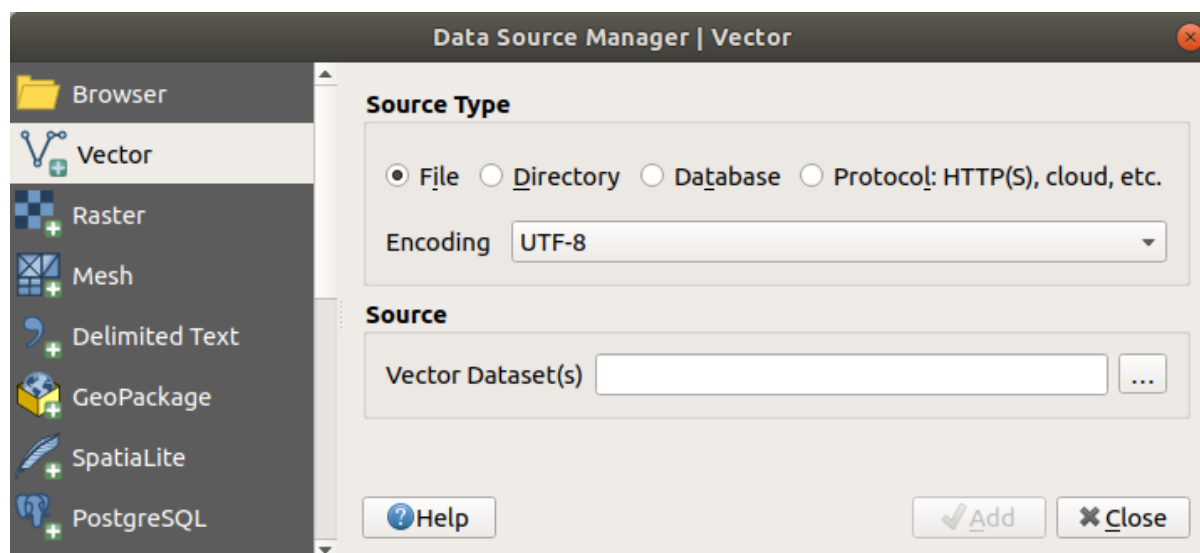 Data Source Manager | Vector
Browser
Vector
Raster
Mesh
Delimited Text
GeoPackage
SpatiaLite
PostgreSQL
Source Type
File Directory Database Protocol: HTTP(S), cloud, etc.
Encoding UTF-8
Source
Vector Dataset(s) ...
Help Add Close